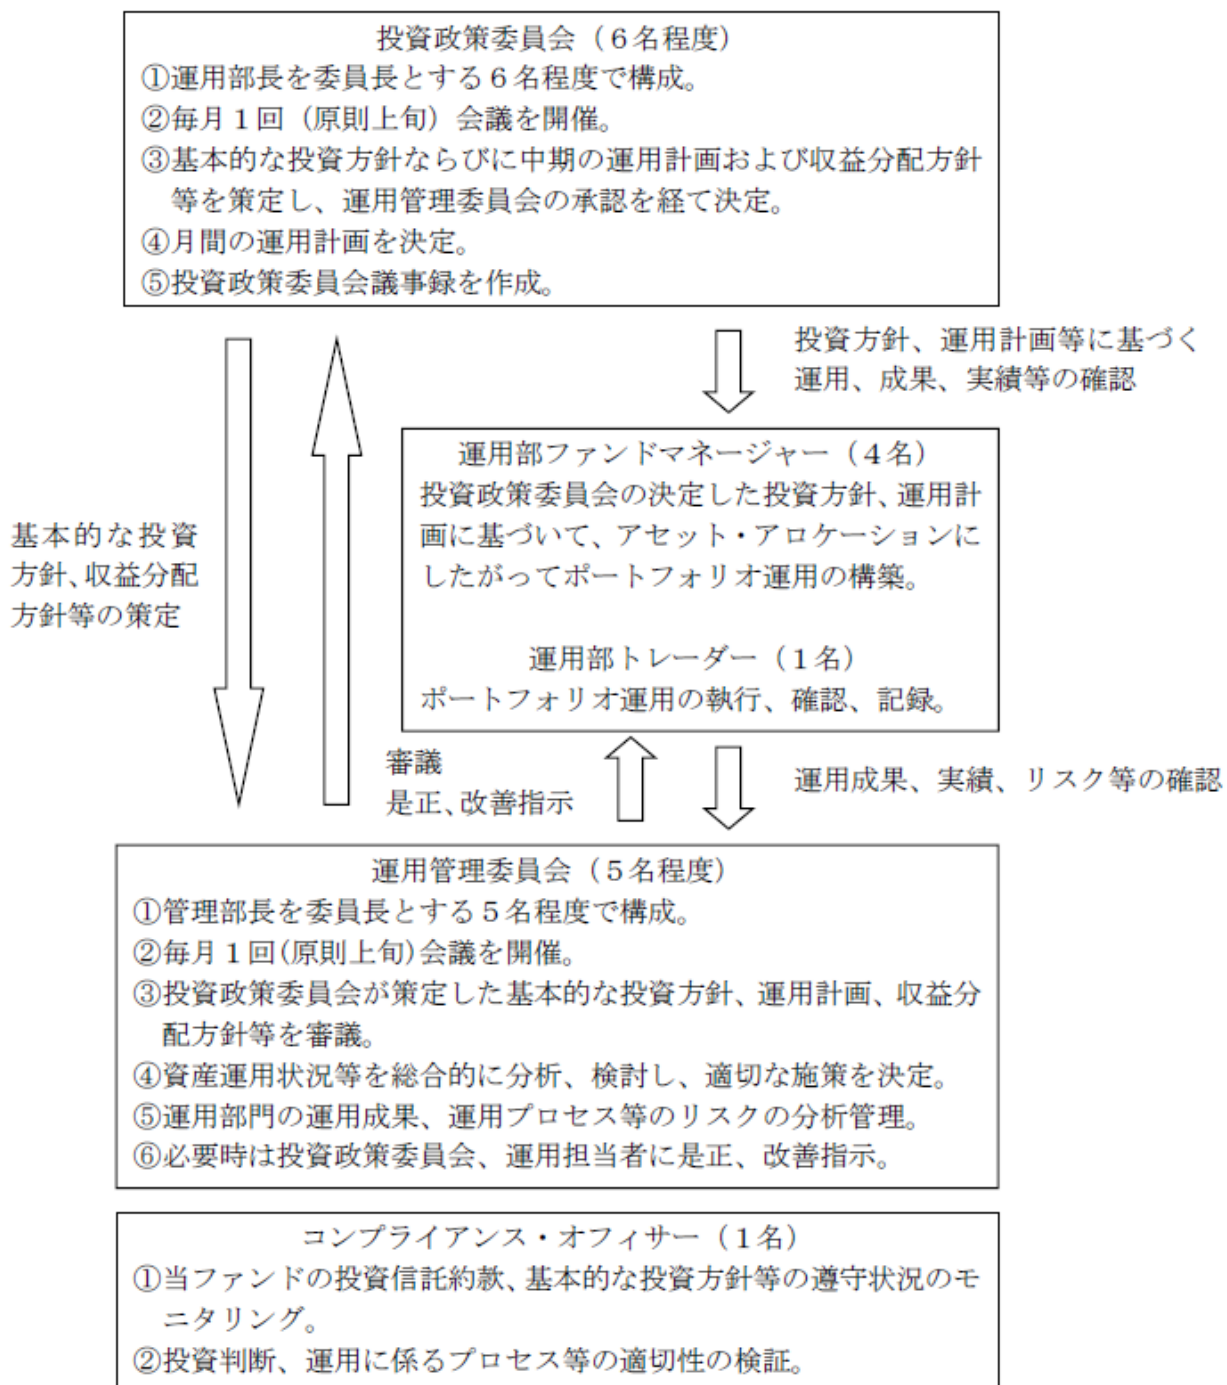 投資政策委員会（６名程度）
①運用部長を委員長とする６名程度で構成。
②毎月１回（原則上旬）会議を開催。
③基本的な投資方針ならびに中期の運用計画および収益分配方針
等を策定し、運用管理委員会の承認を経て決定。
④月間の運用計画を決定。
⑤投資政策委員会議事録を作成。
投資方針、運用計画等に基づく
運用、成果、実績等の確認
運用部ファンドマネージャー（４名）
投資政策委員会の決定した投資方針、運用計
画に基づいて、アセット・アロケーションに
したがってポートフォリオ運用の構築。
運用部トレーダー（１名）
ポートフォリオ運用の執行、確認、記録。
基本的な投資
方針、収益分配
方針等の策定
審議
是正、改善指示
運用成果、実績、リスク等の確認
運用管理委員会（５名程度）
①管理部長を委員長とする５名程度で構成。
②毎月１回(原則上旬)会議を開催。
③投資政策委員会が策定した基本的な投資方針、運用計画、収益分
配方針等を審議。
④資産運用状況等を総合的に分析、検討し、適切な施策を決定。
⑤運用部門の運用成果、運用プロセス等のリスクの分析管理。
⑥必要時は投資政策委員会、運用担当者に是正、改善指示。
コンプライアンス・オフィサー（１名）
①当ファンドの投資信託約款、基本的な投資方針等の遵守状況のモ
ニタリング。
②投資判断、運用に係るプロセス等の適切性の検証。